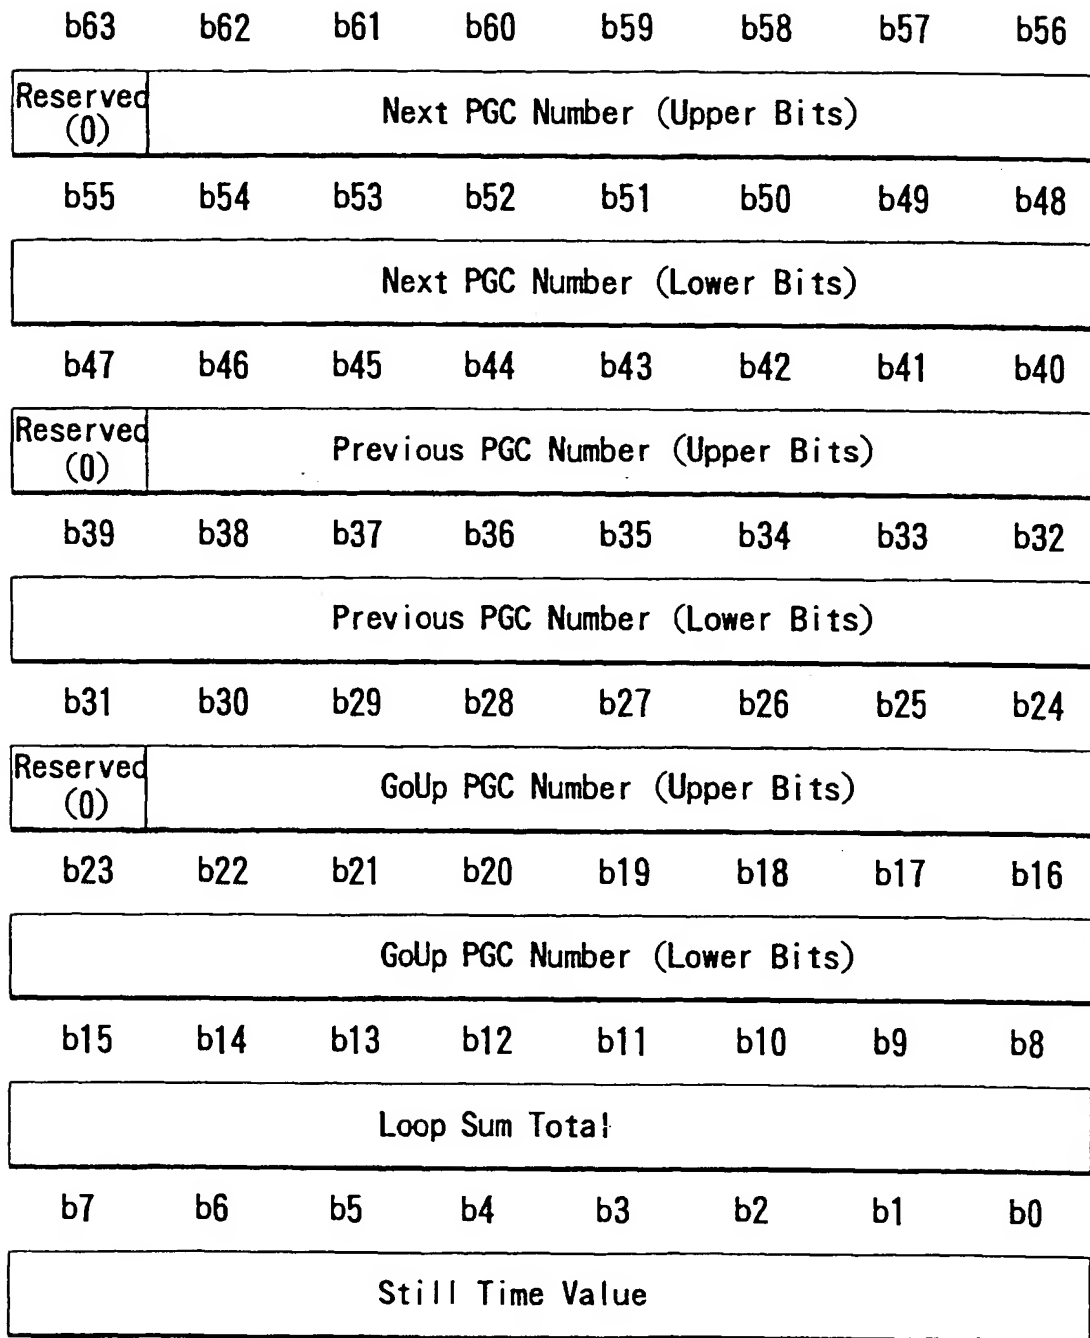 b63 b62 b61 b60 b59 b58 b57 b56
Reserved
(0)
Next PGC Number (Upper Bits)
b55 b54 b53 b52 b51 b50 b49 b48
Next PGC Number (Lower Bits)
b47 b46 b45 b44 b43 b42 b41 b40
Reserved
(0)
Previous PGC Number (Upper Bits)
b39 b38 b37 b36 b35 b34 b33 b32
Previous PGC Number (Lower Bits)
b31 b30 b29 b28 b27 b26 b25 b24
Reserved
(0)
GoUp PGC Number (Upper Bits)
b23 b22 b21 b20 b19 b18 b17 b16
GoUp PGC Number (Lower Bits)
b15 b14 b13 b12 b11 b10 b9 b8
Loop Sum Total
b7 b6 b5 b4 b3 b2 b1 b0
Still Time Value